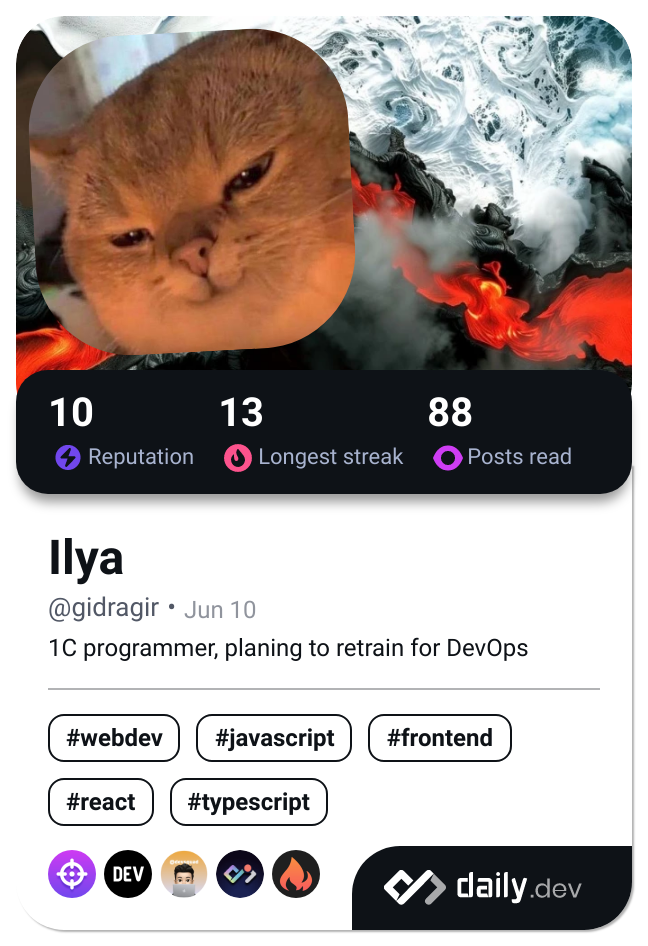 10 13 88
Reputation Longest streak Posts read
Ilya
@gidragir • Jun 10
1C programmer, planing to retrain for DevOps
#webdev #javascript #frontend
#react #typescript
DEV
daily.dev